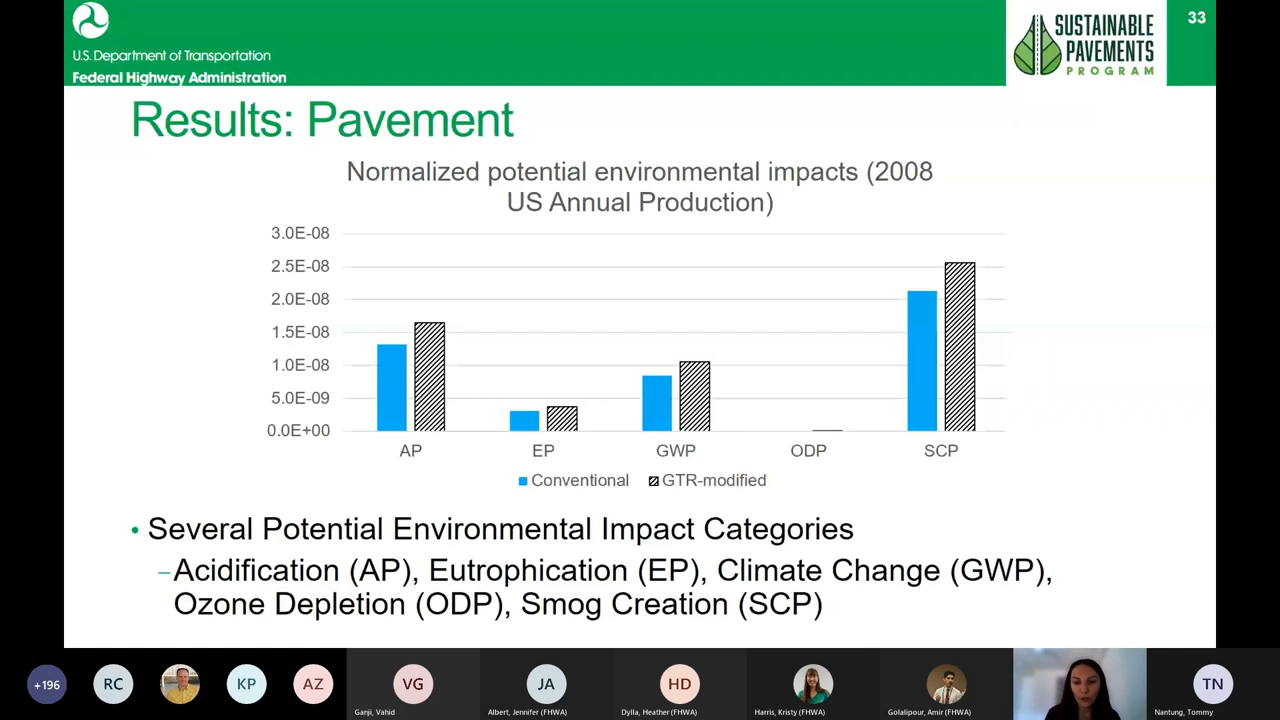 U.S. Department of Transportation
Federal Highway Administration
SUSTAINABLE
PAVEMENTS
PROGRAM
33
Results: Pavement
Normalized potential environmental impacts (2008
US Annual Production)
3.0E-08
2.5E-08
2.0E-08
1.5E-08
1.0E-08
5.0E-09
0.0E+00
AP EP GWP ODP SCP
Conventional GTR-modified
• Several Potential Environmental Impact Categories
–Acidification (AP), Eutrophication (EP), Climate Change (GWP),
Ozone Depletion (ODP), Smog Creation (SCP)
+196 RC KP AZ VG JA HD TN
Ganji, Vahid Albert, Jennifer (FHWA) Dylla, Heather (FHWA) Harris, Kristy (FHWA) Golalipour, Amir (FHWA) Nantung, Tommy